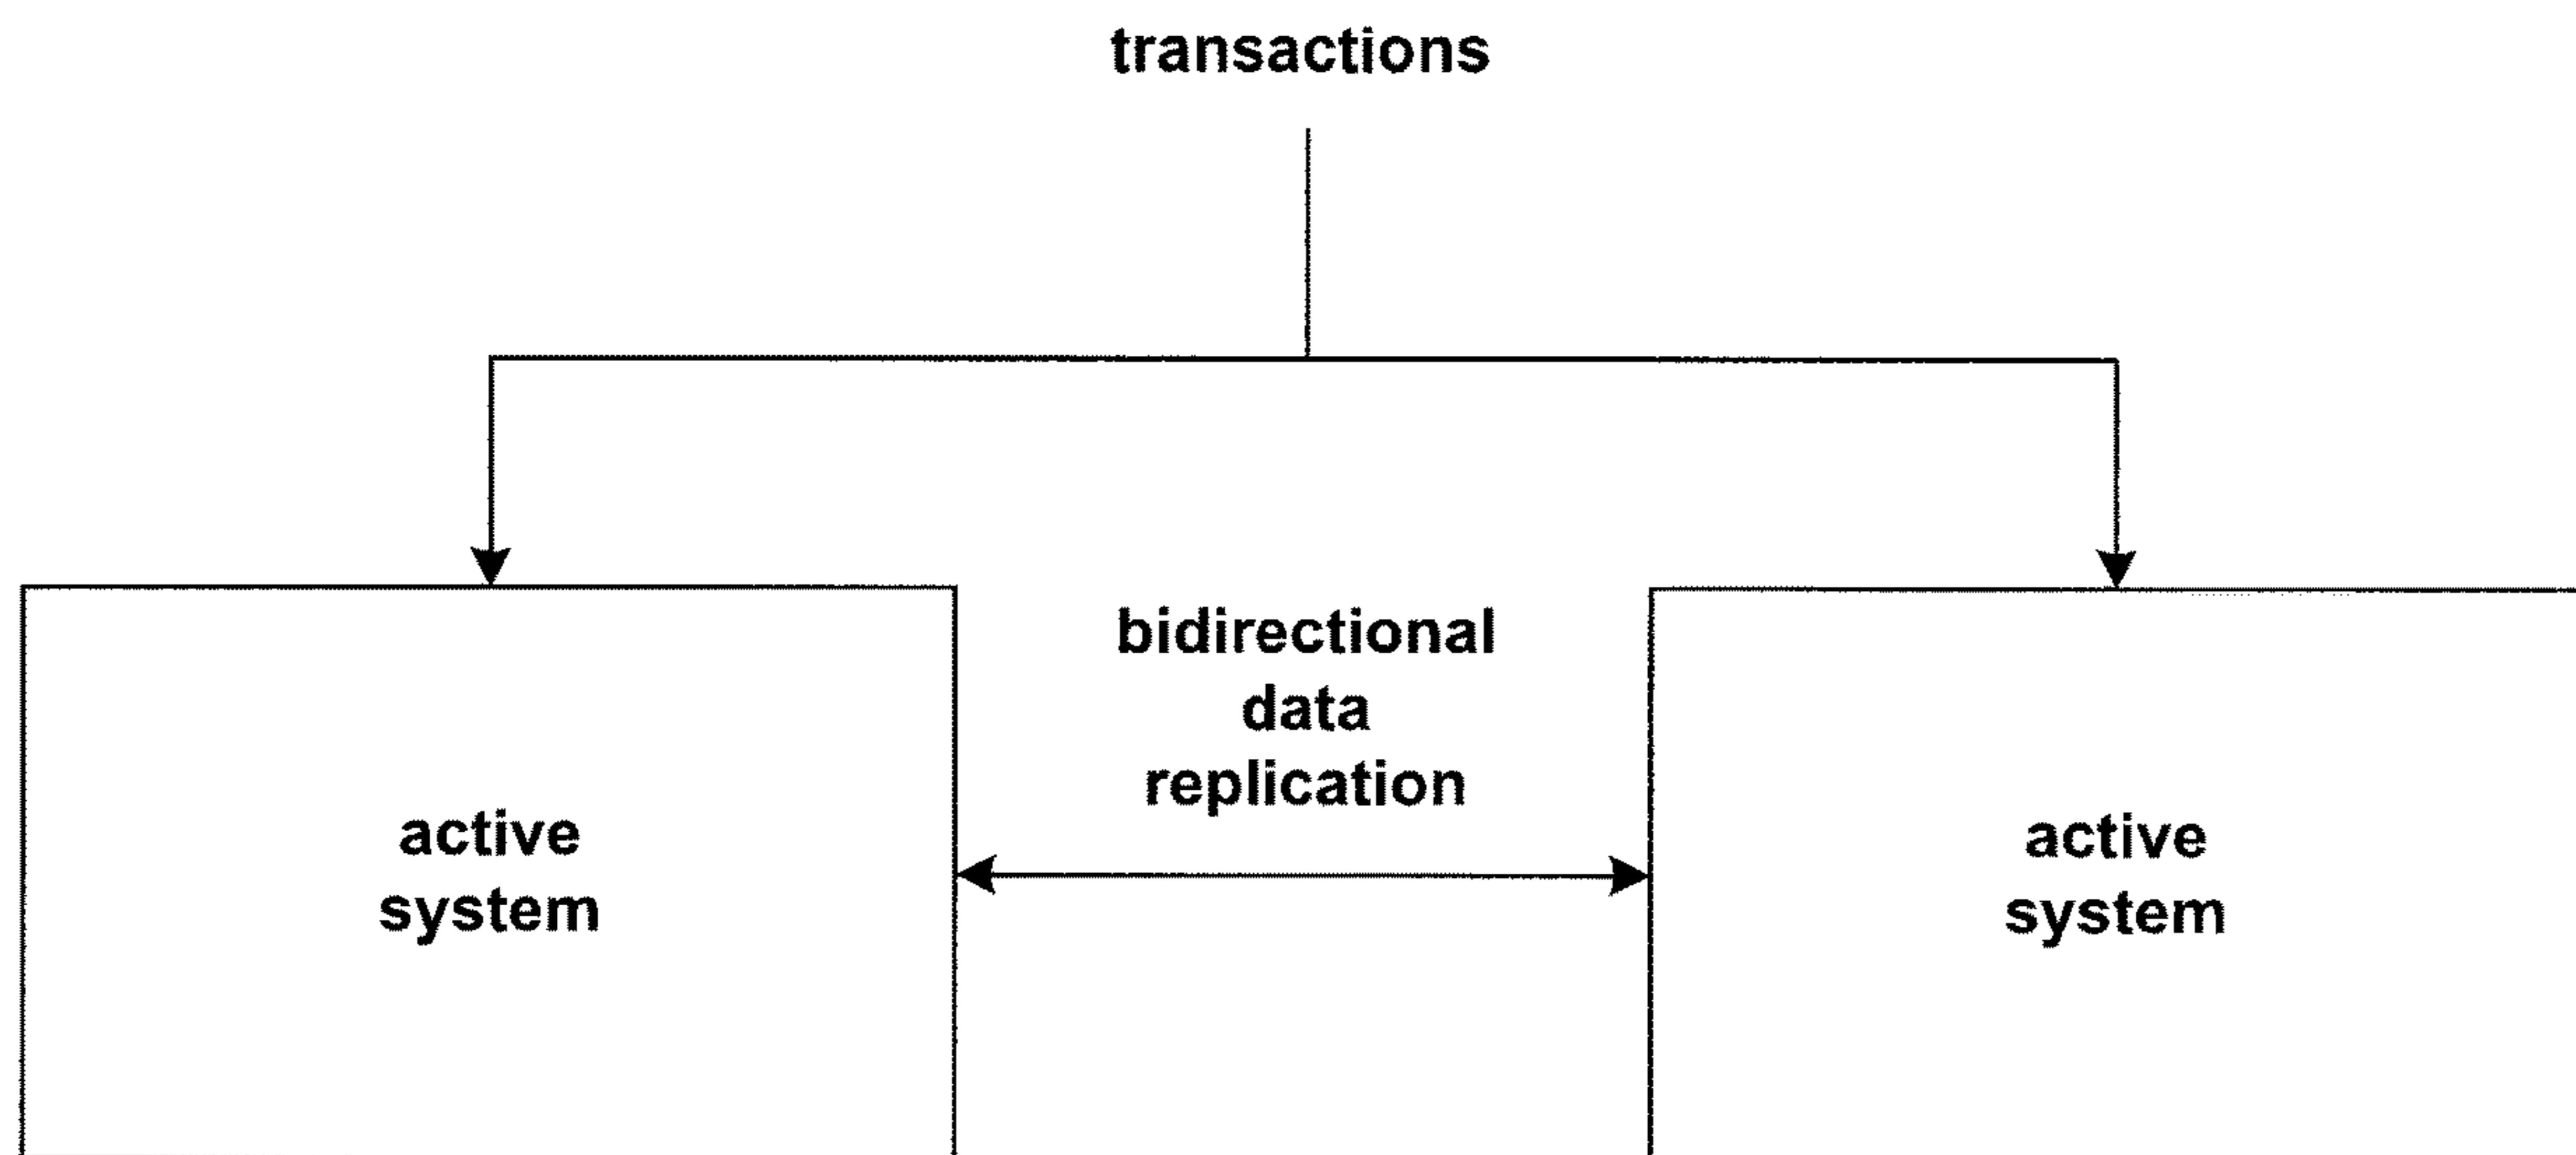 transactions
bidirectional
data
replication
active
system
active
system